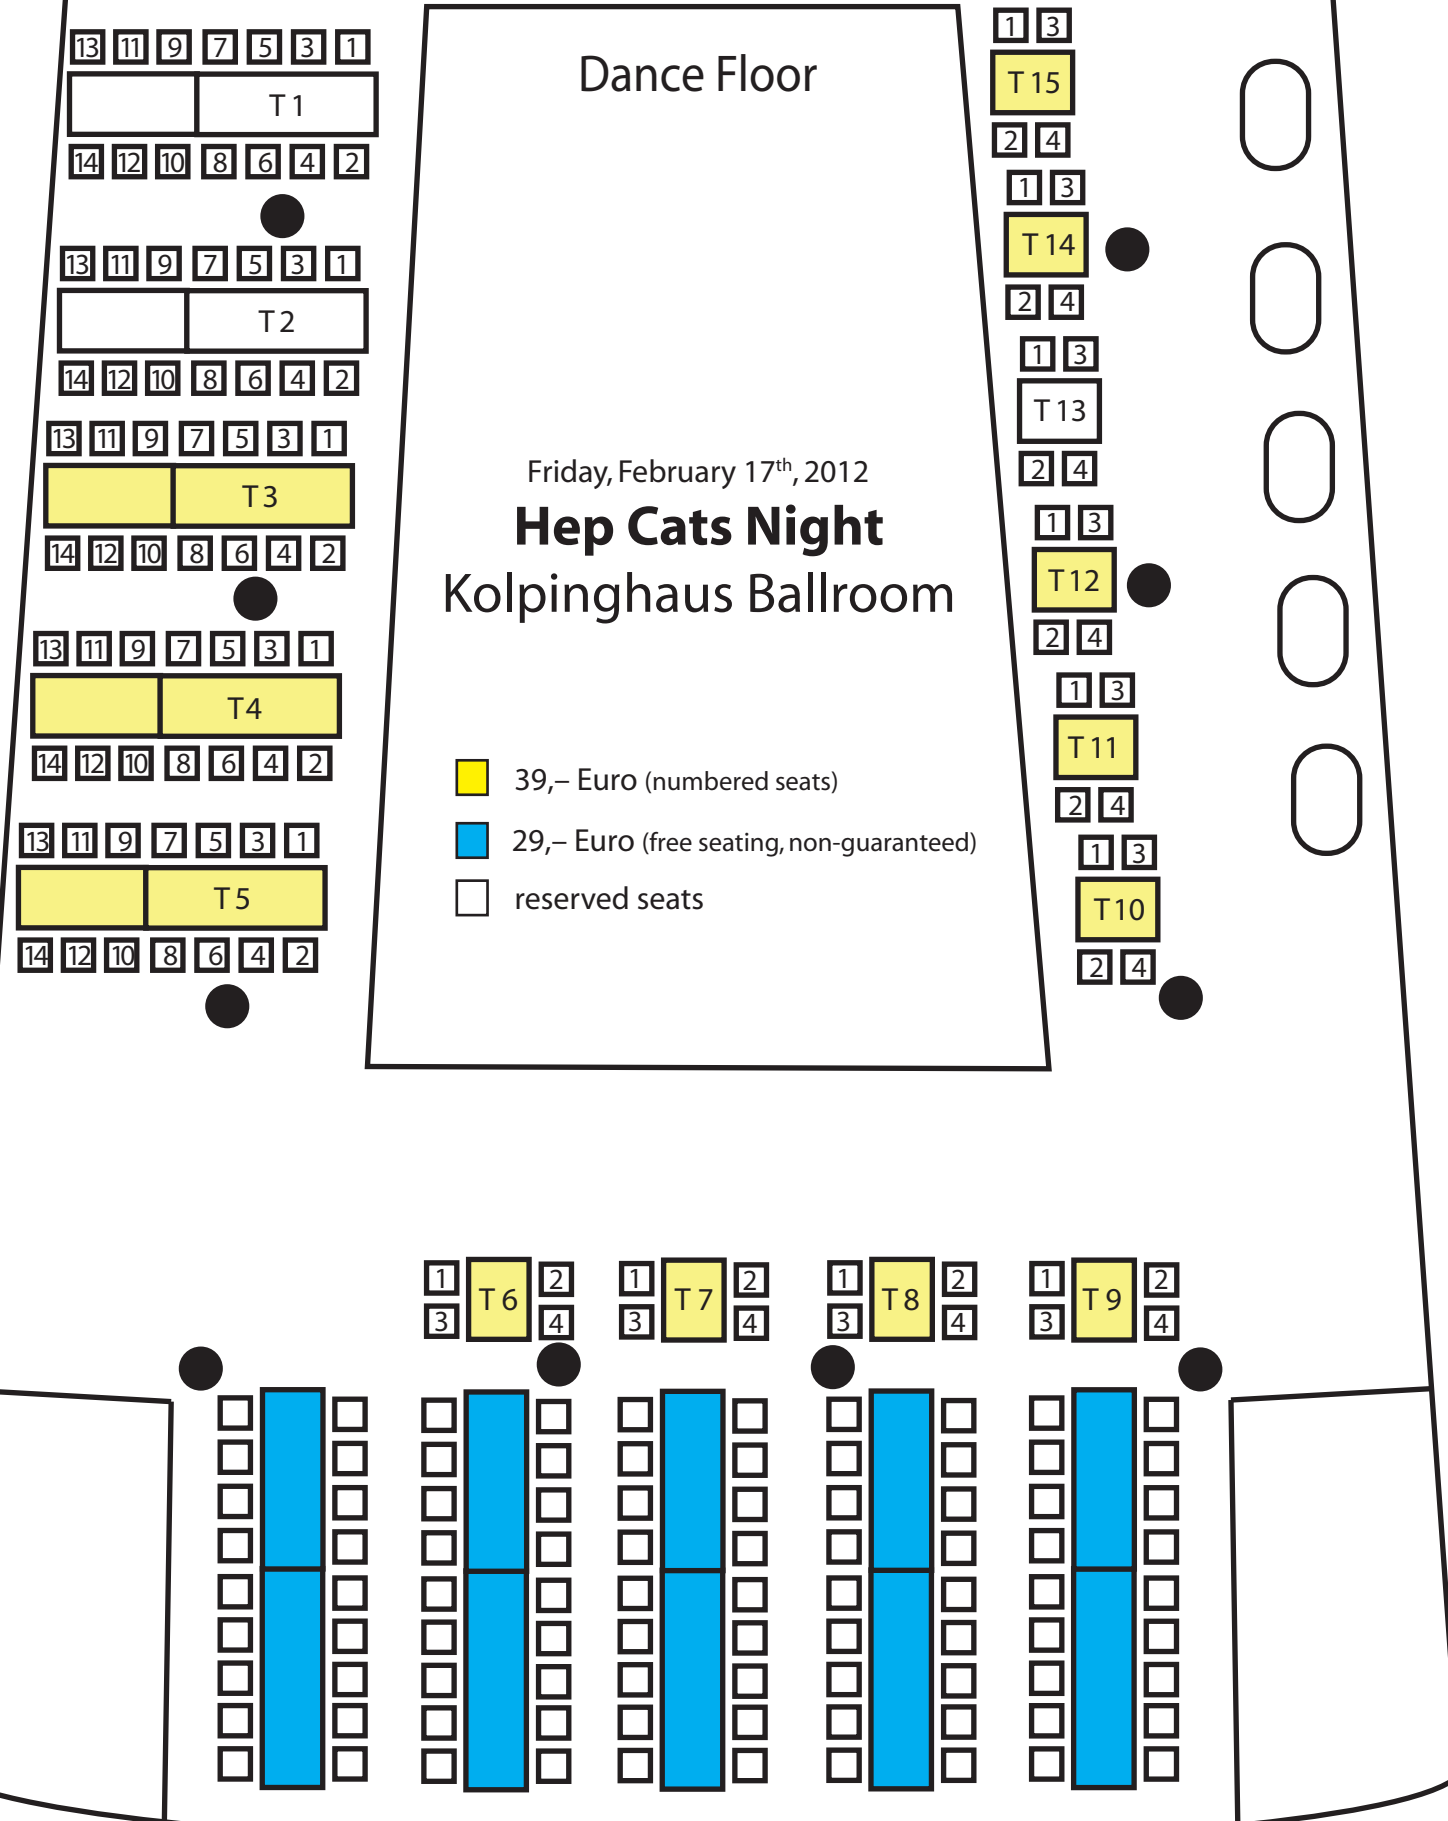 13 11 9 7 5 3 1
T 1
14 12 10 8 6 4 2
13 11 9 7 5 3 1
T 2
14 12 10 8 6 4 2
13 11 9 7 5 3 1
T 3
14 12 10 8 6 4 2
13 11 9 7 5 3 1
T 4
14 12 10 8 6 4 2
13 11 9 7 5 3 1
T 5
14 12 10 8 6 4 2
Dance Floor
Friday, February 17th, 2012
Hep Cats Night
Kolpinghaus Ballroom
39,– Euro (numbered seats)
29,– Euro (free seating, non-guaranteed)
reserved seats
1 3
T 15
2 4
1 3
T 14
2 4
1 3
T 13
2 4
1 3
T 12
2 4
1 3
T 11
2 4
1 3
T 10
2 4
1 2
T 6
3 4
1 2
T 7
3 4
1 2
T 8
3 4
1 2
T 9
3 4